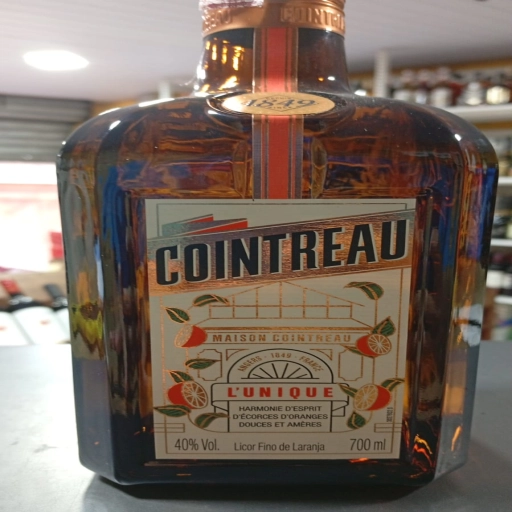 COINTREAU
1849
COINTREAU
MAISON COINTREAU
ANGERS · 1849 · FRANCE
L'UNIQUE
HARMONIE D'ESPRIT
D'ÉCORCES D'ORANGES
DOUCES ET AMÈRES
40% Vol. Licor Fino de Laranja 700 ml